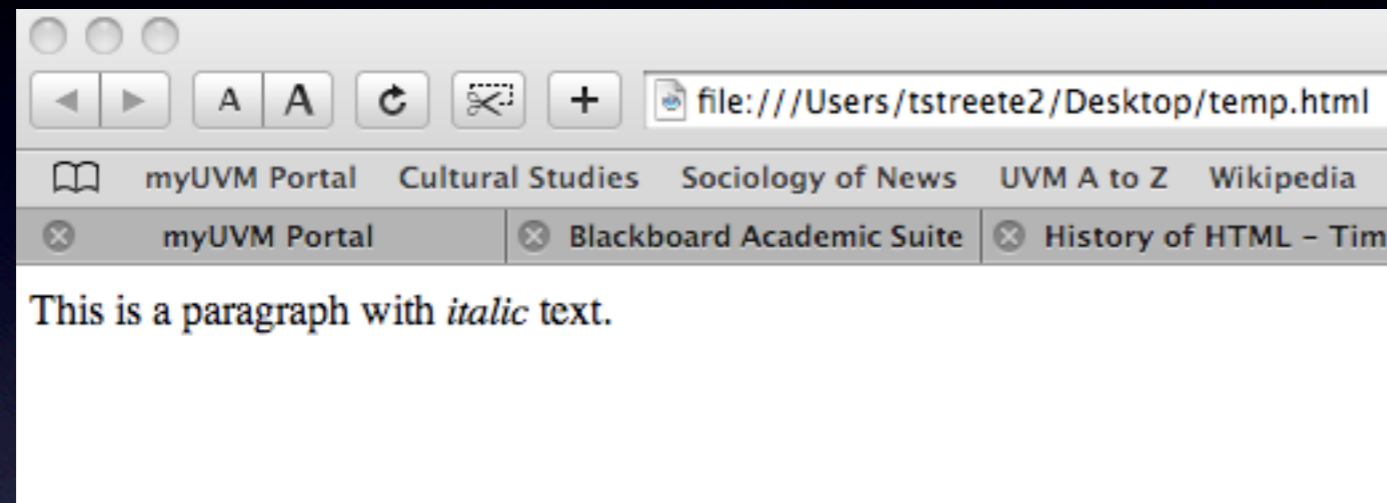 A A + file:///Users/tstreete2/Desktop/temp.html
myUVM Portal Cultural Studies Sociology of News UVM A to Z Wikipedia
myUVM Portal Blackboard Academic Suite History of HTML – Tim
This is a paragraph with italic text.